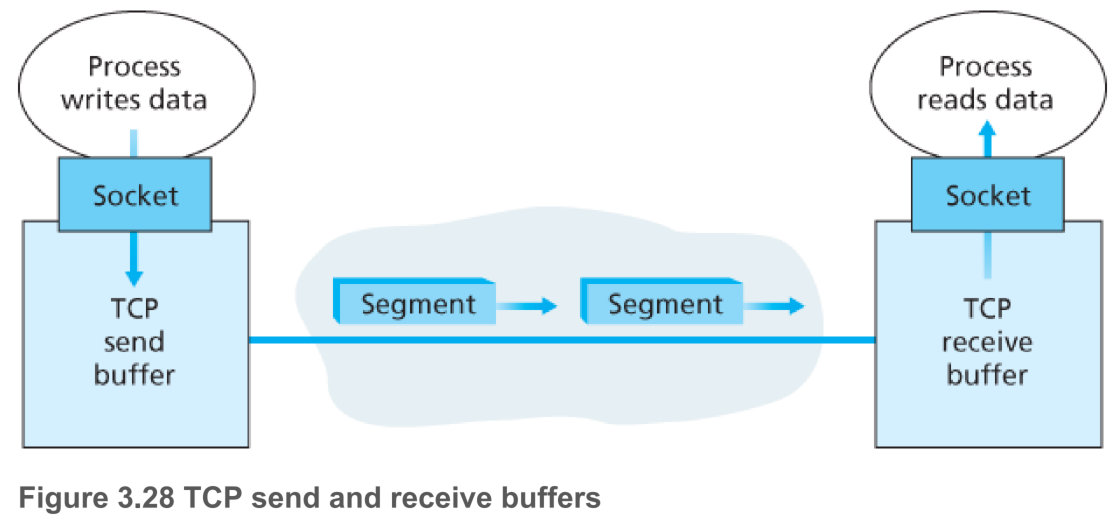 Process
writes data
Process
reads data
Socket
Socket
Segment
Segment
TCP
send
buffer
TCP
receive
buffer
Figure 3.28 TCP send and receive buffers